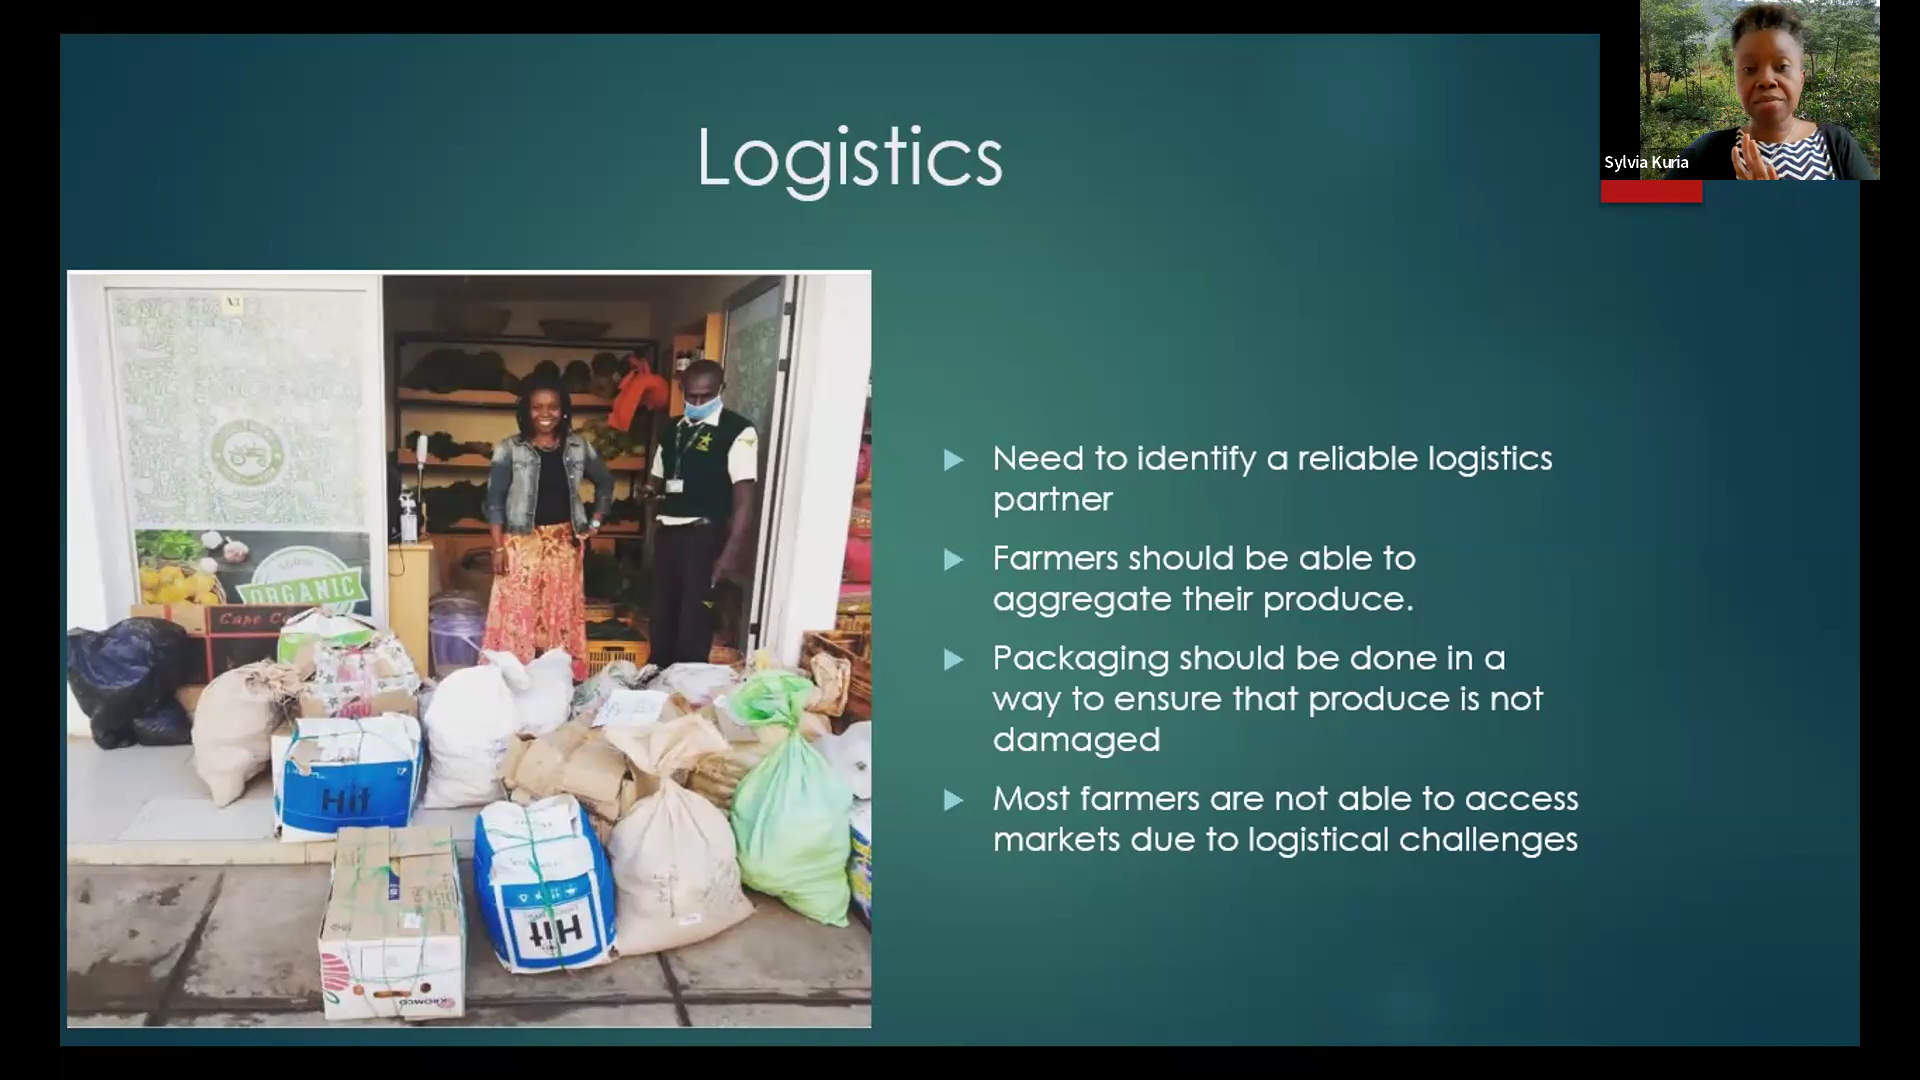 Logistics
Sylvia Kuria
Need to identify a reliable logistics
partner
Farmers should be able to
aggregate their produce.
Packaging should be done in a
way to ensure that produce is not
damaged
Most farmers are not able to access
markets due to logistical challenges
ORGANIC
Hit
Hit
KROMCO